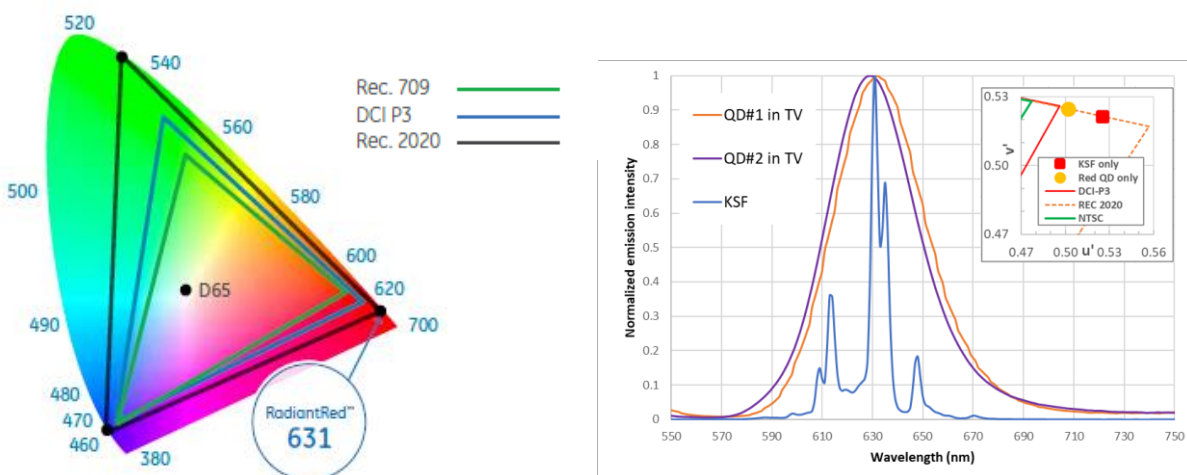 520
540
560
500
580
600
620
700
490
480
470
460
380
D65
Rec. 709
DCI P3
Rec. 2020
RadiantRed™
631
Normalized emission intensity
1
0.9
0.8
0.7
0.6
0.5
0.4
0.3
0.2
0.1
0
550
570
590
610
630
650
670
690
710
730
750
Wavelength (nm)
QD#1 in TV
QD#2 in TV
KSF
0.53
0.50
0.47
v'
0.47
0.50
u'
0.53
0.56
KSF only
Red QD only
DCI-P3
REC 2020
NTSC